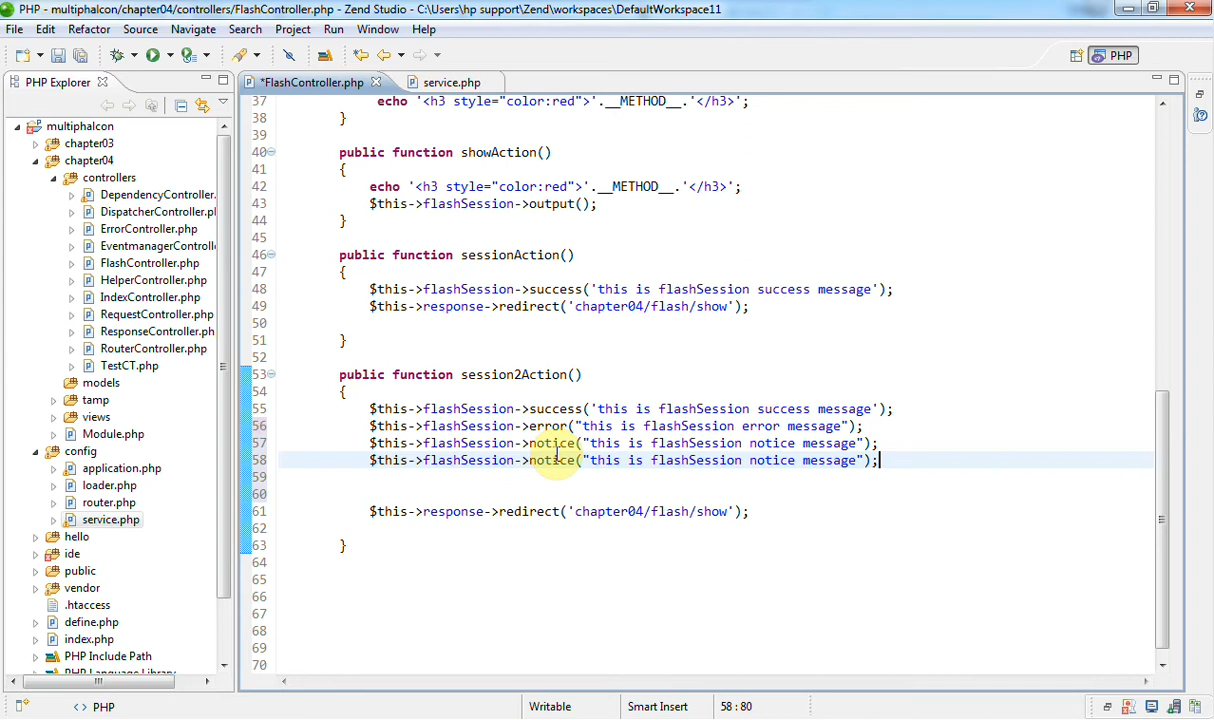 PHP - multiphalcon/chapter04/controllers/FlashController.php - Zend Studio - C:\Users\hp support\Zend\workspaces\DefaultWorkspace11
File Edit Refactor Source Navigate Search Project Run Window Help
PHP
PHP Explorer
*FlashController.php
service.php
multiphalcon
chapter03
chapter04
controllers
DependencyController.
DispatcherController.pl
ErrorController.php
EventmanagerControll
FlashController.php
HelperController.php
IndexController.php
RequestController.php
ResponseController.ph
RouterController.php
TestCT.php
models
tamp
views
Module.php
config
application.php
loader.php
router.php
service.php
hello
ide
public
vendor
.htaccess
define.php
index.php
PHP Include Path
PHP Language Library
37 echo '<h3 style="color:red">'.__METHOD__.'</h3>';
38 }
39
40 public function showAction()
41 {
42 echo '<h3 style="color:red">'.__METHOD__.'</h3>';
43 $this->flashSession->output();
44 }
45
46 public function sessionAction()
47 {
48 $this->flashSession->success('this is flashSession success message');
49 $this->response->redirect('chapter04/flash/show');
50
51 }
52
53 public function session2Action()
54 {
55 $this->flashSession->success('this is flashSession success message');
56 $this->flashSession->error("this is flashSession error message");
57 $this->flashSession->notice("this is flashSession notice message");
58 $this->flashSession->notice("this is flashSession notice message");
59
60
61 $this->response->redirect('chapter04/flash/show');
62
63 }
64
65
66
67
68
69
70
<> PHP
Writable
Smart Insert
58 : 80